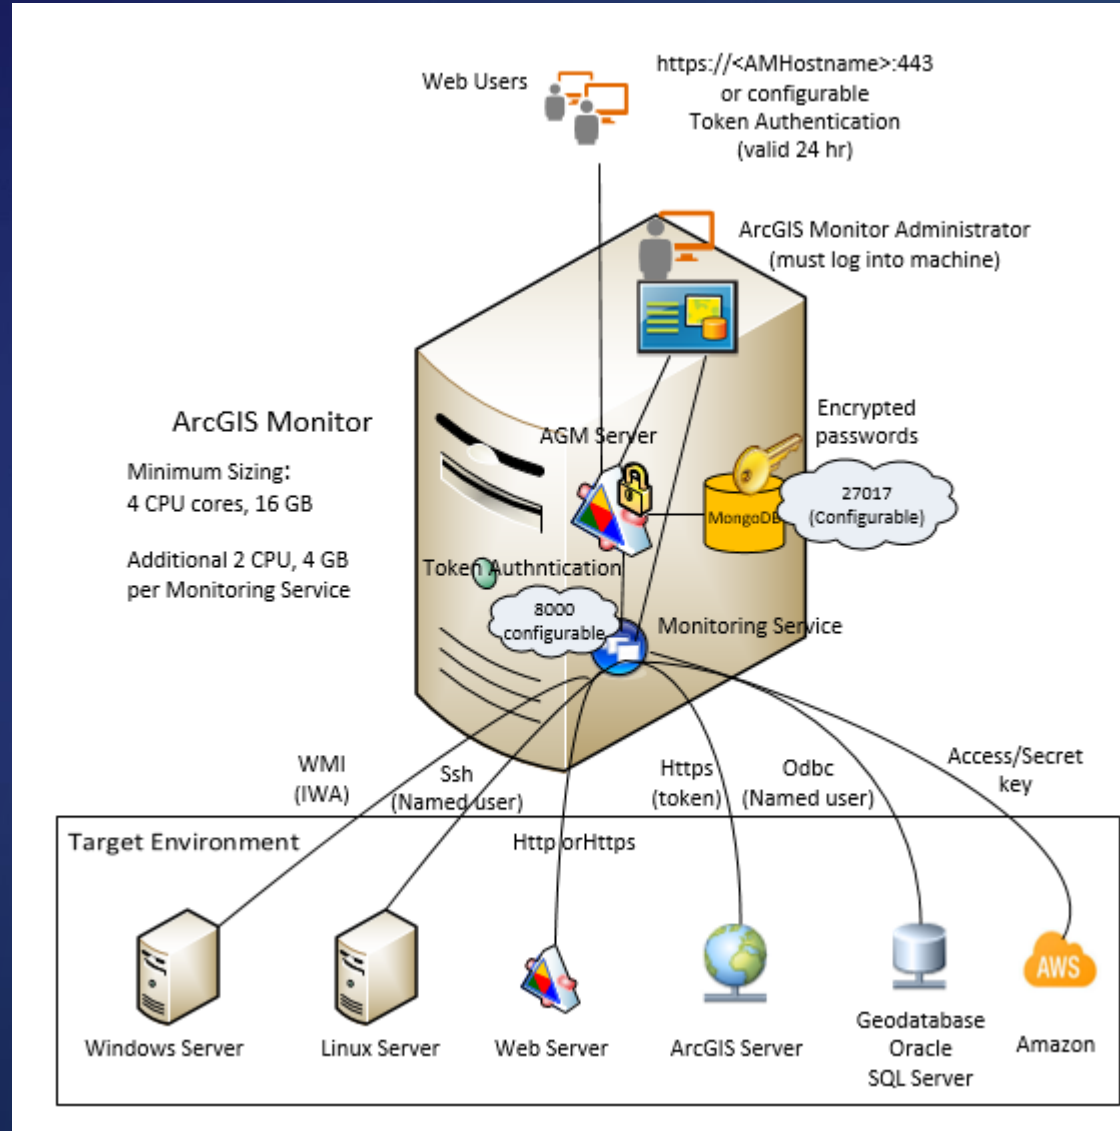 Web Users
https://<AMHostname>:443
or configurable
Token Authentication
(valid 24 hr)
ArcGIS Monitor Administrator
(must log into machine)
ArcGIS Monitor
Minimum Sizing:
4 CPU cores, 16 GB
Additional 2 CPU, 4 GB
per Monitoring Service
AGM Server
Encrypted
passwords
MongoDB
27017
(Configurable)
Token Authntication
8000
configurable
Monitoring Service
WMI
(IWA)
Ssh
(Named user)
Https
(token)
Odbc
(Named user)
Access/Secret
key
Target Environment
Http orHttps
AWS
Windows Server
Linux Server
Web Server
ArcGIS Server
Geodatabase
Oracle
SQL Server
Amazon